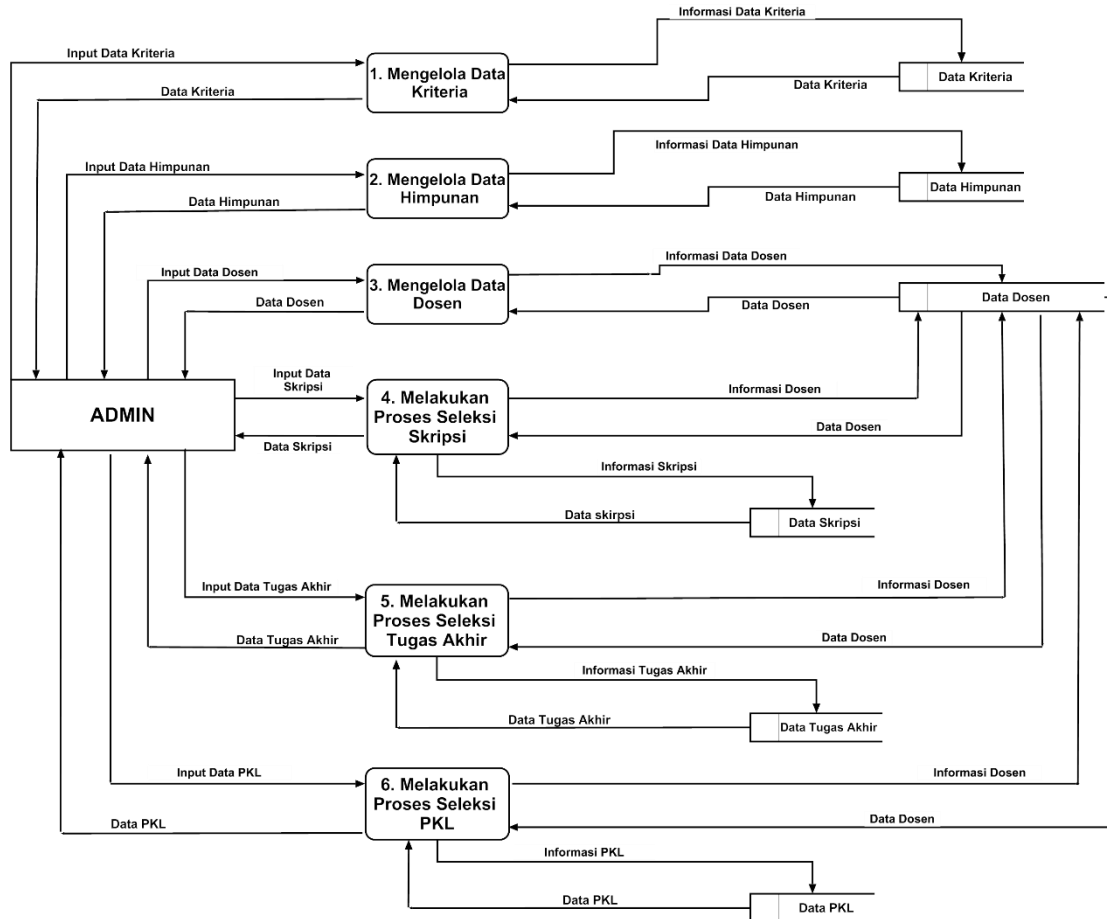 Informasi Data Kriteria
Input Data Kriteria
1. Mengelola Data
Kriteria
Data Kriteria
Data Kriteria
Data Kriteria
Informasi Data Himpunan
Input Data Himpunan
2. Mengelola Data
Himpunan
Data Himpunan
Data Himpunan
Data Himpunan
Informasi Data Dosen
Input Data Dosen
3. Mengelola Data
Dosen
Data Dosen
Data Dosen
Data Dosen
Input Data
Skripsi
ADMIN
4. Melakukan
Proses Seleksi
Skripsi
Informasi Dosen
Data Dosen
Data Skripsi
Informasi Skripsi
Data skirpsi
Data Skripsi
Input Data Tugas Akhir
5. Melakukan
Proses Seleksi
Tugas Akhir
Informasi Dosen
Data Tugas Akhir
Data Dosen
Informasi Tugas Akhir
Data Tugas Akhir
Data Tugas Akhir
Input Data PKL
6. Melakukan
Proses Seleksi
PKL
Informasi Dosen
Data PKL
Data Dosen
Informasi PKL
Data PKL
Data PKL